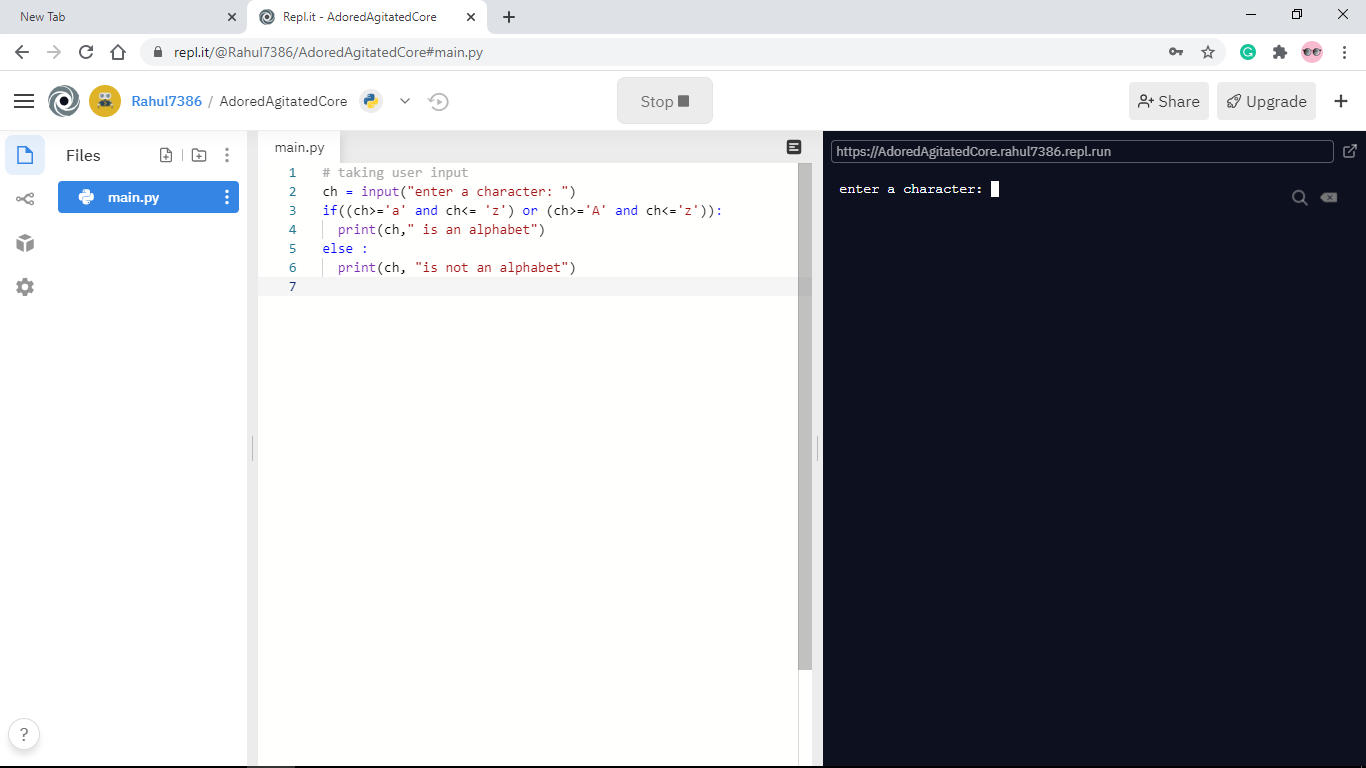 New Tab
Repl.it - AdoredAgitatedCore
repl.it/@Rahul7386/AdoredAgitatedCore#main.py
Rahul7386 / AdoredAgitatedCore
Stop
Share
Upgrade
Files
main.py
main.py
1 # taking user input
2 ch = input("enter a character: ")
3 if((ch>='a' and ch<= 'z') or (ch>='A' and ch<='z')):
4 print(ch," is an alphabet")
5 else :
6 print(ch, "is not an alphabet")
7
https://AdoredAgitatedCore.rahul7386.repl.run
enter a character:
?